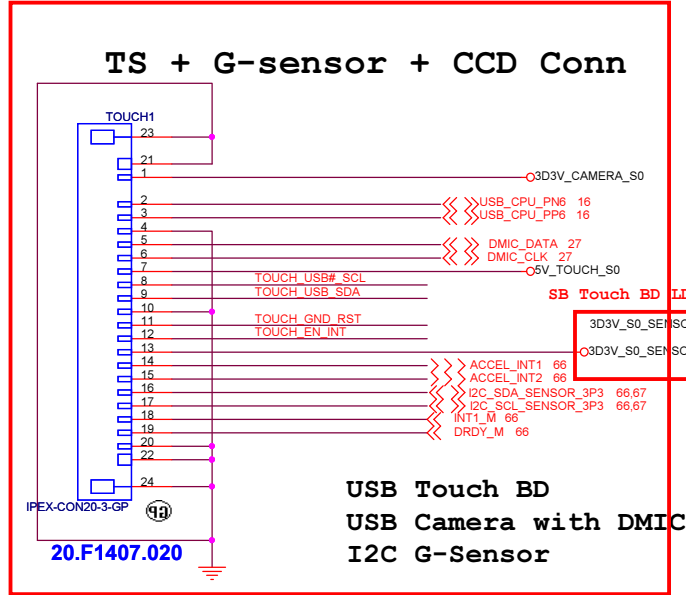 TS + G-sensor + CCD Conn
TOUCH1
23
21
1
3D3V_CAMERA_S0
2
USB_CPU_PN6 16
3
USB_CPU_PP6 16
4
5
DMIC_DATA 27
6
DMIC_CLK 27
7
5V_TOUCH_S0
8
TOUCH_USB#_SCL
9
TOUCH_USB_SDA
SB Touch BD LD
10
11
TOUCH_GND_RST
3D3V_S0_SENSO
12
TOUCH_EN_INT
13
3D3V_S0_SENSO
14
ACCEL_INT1 66
15
ACCEL_INT2 66
16
I2C_SDA_SENSOR_3P3 66,67
17
I2C_SCL_SENSOR_3P3 66,67
18
INT1_M 66
19
DRDY_M 66
20
22
24
IPEX-CON20-3-GP
20.F1407.020
USB Touch BD
USB Camera with DMIC
I2C G-Sensor